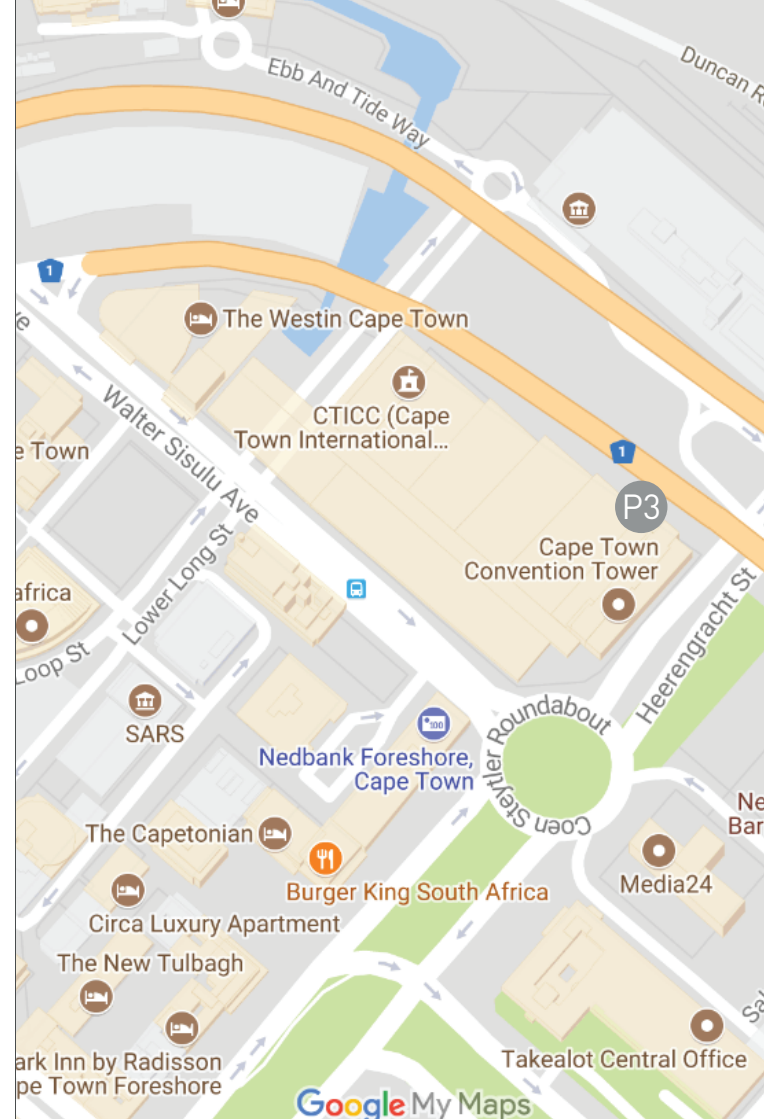 Duncan R
Ebb And Tide Way
1
The Westin Cape Town
CTICC (Cape
Town International...
e Town
Walter Sisulu Ave
1
P3
Cape Town
Convention Tower
africa
Lower Long St
Loop St
Heerengracht St
SARS
Coen Steytler Roundabout
100
Nedbank Foreshore,
Cape Town
Ne
Bar
The Capetonian
Burger King South Africa
Media24
Circa Luxury Apartment
The New Tulbagh
Sal
ark Inn by Radisson
pe Town Foreshore
Takealot Central Office
Google My Maps